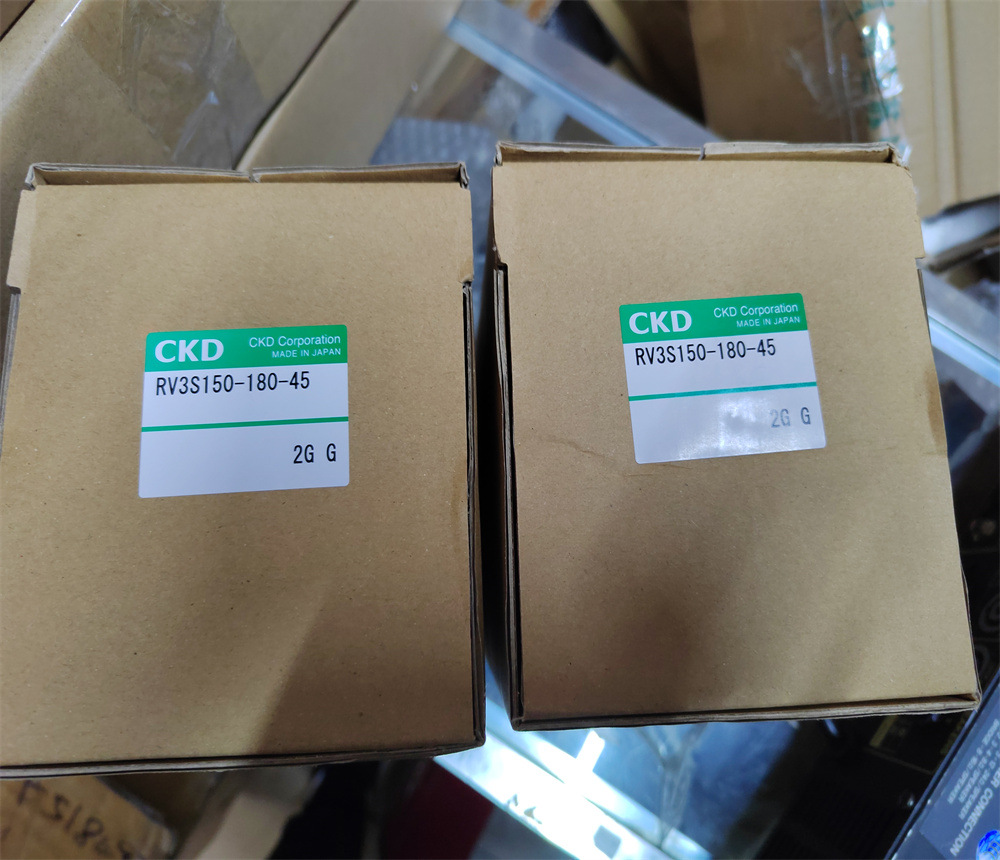 CKD
CKD Corporation
MADE IN JAPAN
RV3S150-180-45
2G G
CKD
CKD Corporation
MADE IN JAPAN
RV3S150-180-45
2G G
CONNECTION